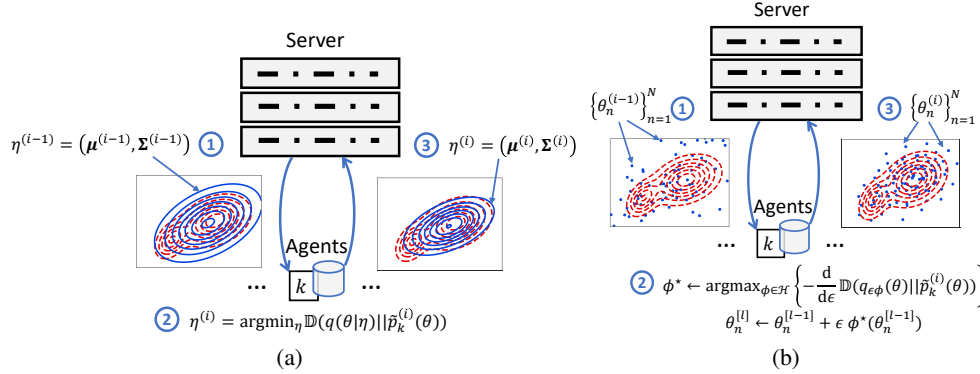 Server
η^(i−1) = (μ^(i−1), Σ^(i−1))
1
3
η^(i) = (μ^(i), Σ^(i))
Agents
...
k
...
2
η^(i) = argmin_η 𝔻(q(θ|η)||p̃_k^(i)(θ))
(a)
Server
{θ_n^(i−1)}_{n=1}^N
1
3
{θ_n^(i)}_{n=1}^N
Agents
...
k
...
2
ϕ* ← argmax_{ϕ∈ℋ} {−d/dϵ 𝔻(q_{ϵϕ}(θ)||p̃_k^(i)(θ))}
θ_n^[l] ← θ_n^[l−1] + ϵ ϕ*(θ_n^[l−1])
(b)